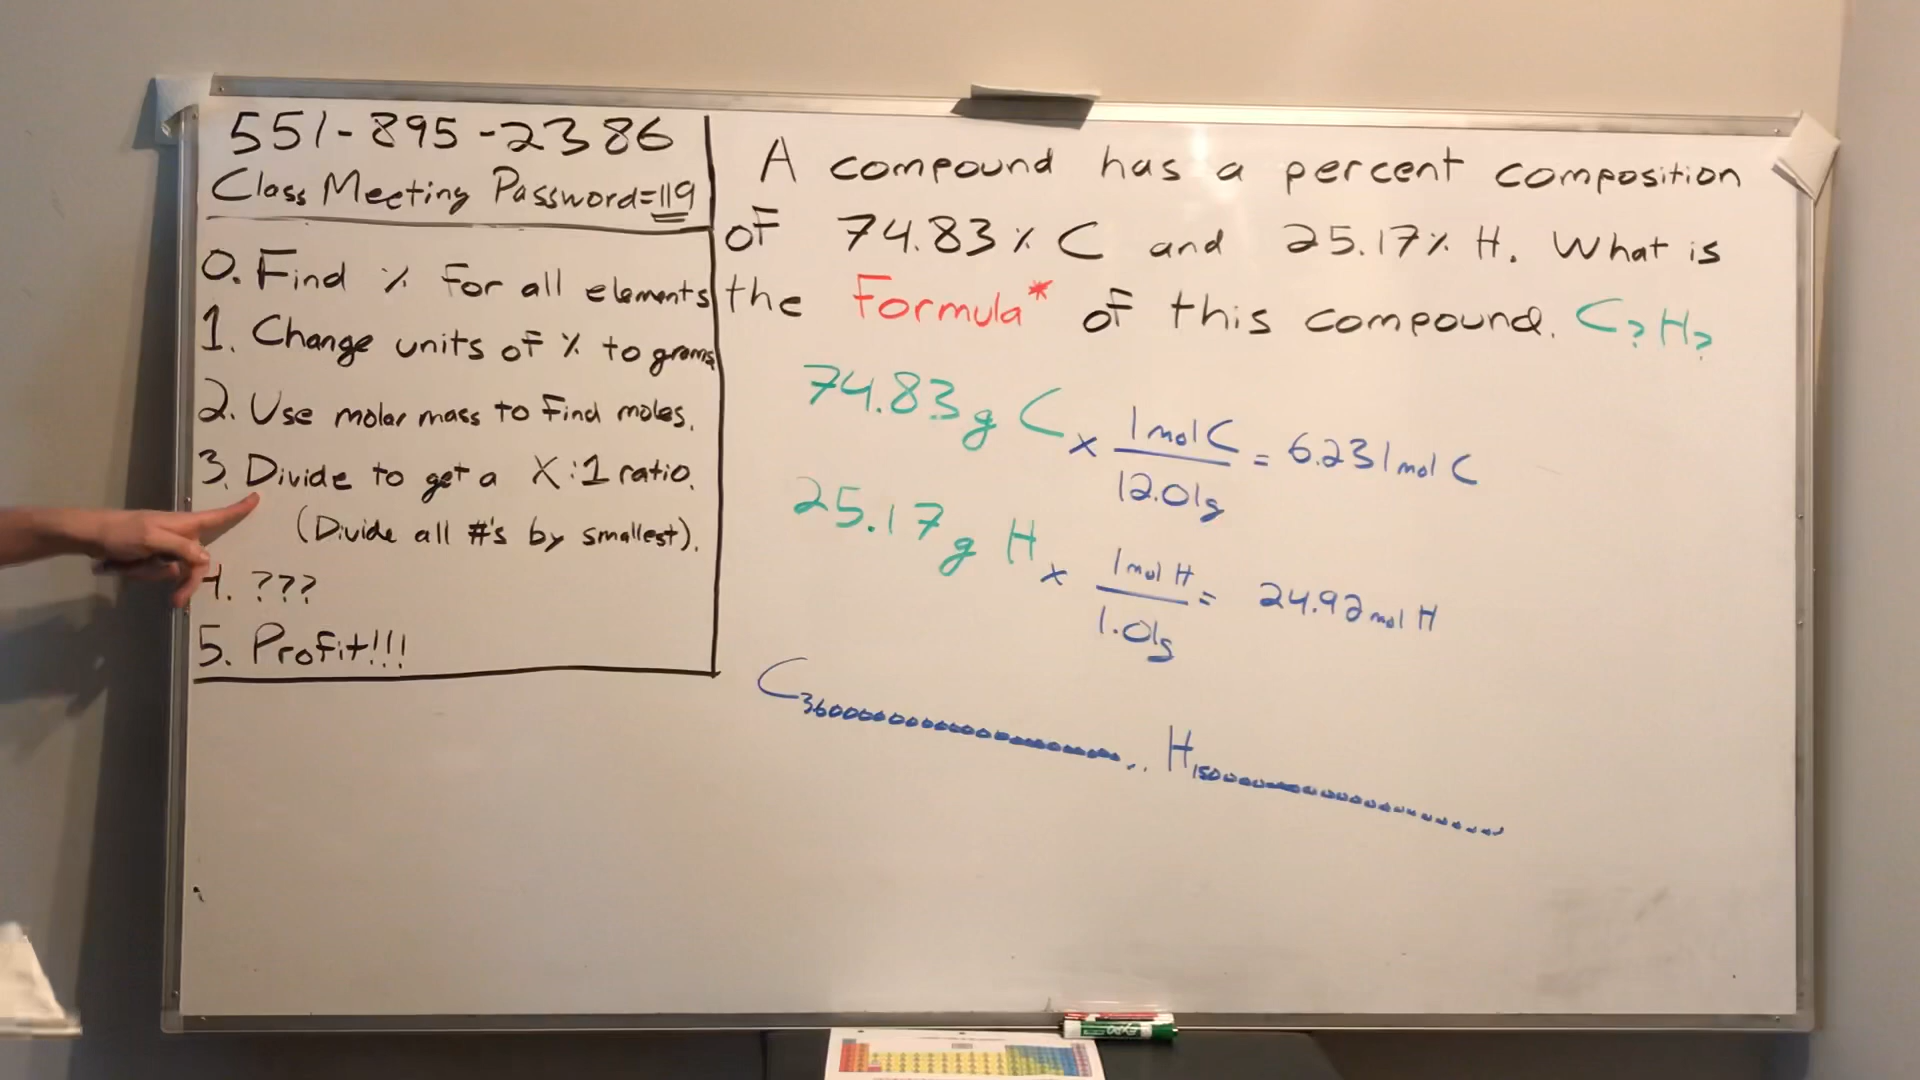 551-895-2386
Class Meeting Password=119
0. Find % for all elements
1. Change units of % to grams
2. Use molar mass to find moles.
3. Divide to get a X:1 ratio.
(Divide all #'s by smallest).
4. ???
5. Profit!!!
A compound has a percent composition
of 74.83% C and 25.17% H. What is
the Formula* of this compound. C?H?
74.83g C x 1 mol C / 12.01g = 6.231 mol C
25.17g H x 1 mol H / 1.01g = 24.92 mol H
EXPO